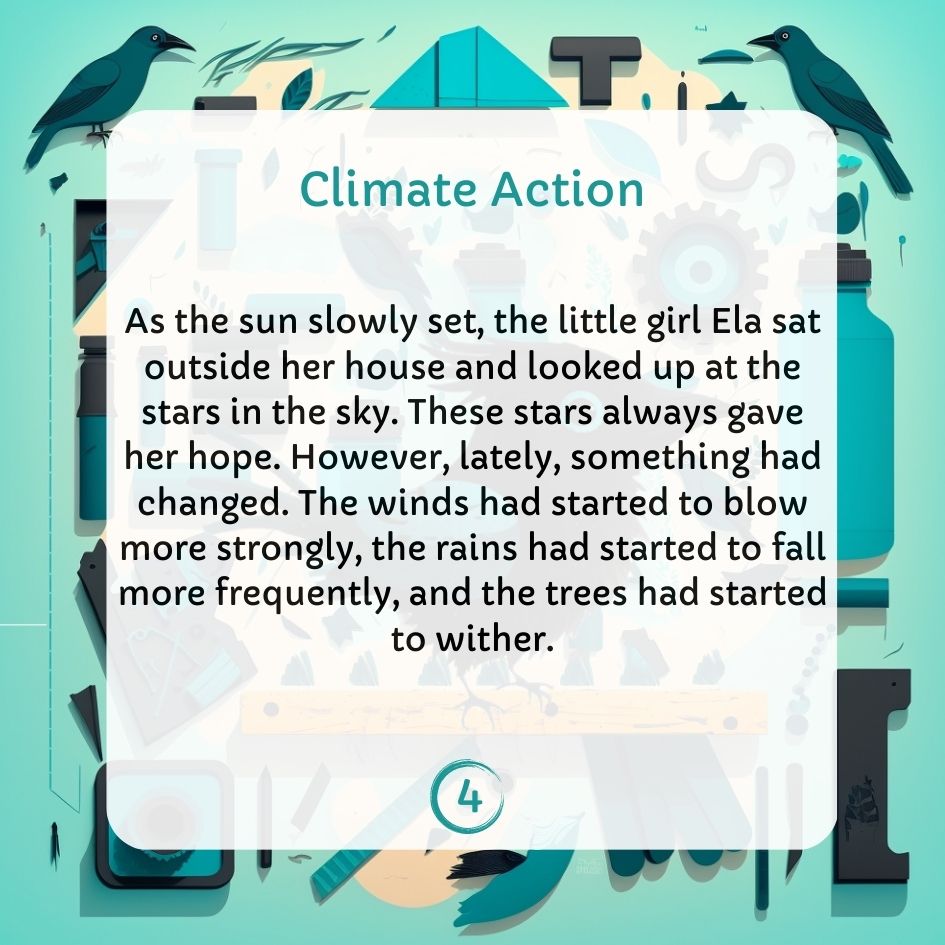 Climate Action
As the sun slowly set, the little girl Ela sat
outside her house and looked up at the
stars in the sky. These stars always gave
her hope. However, lately, something had
changed. The winds had started to blow
more strongly, the rains had started to fall
more frequently, and the trees had started
to wither.
4